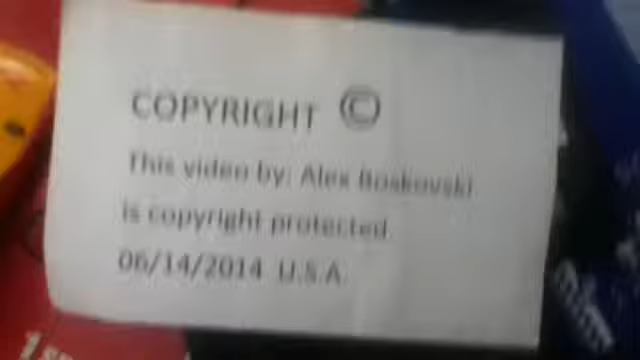 COPYRIGHT ©
This video by: Alex Boskovski
is copyright protected.
06/14/2014 U.S.A.